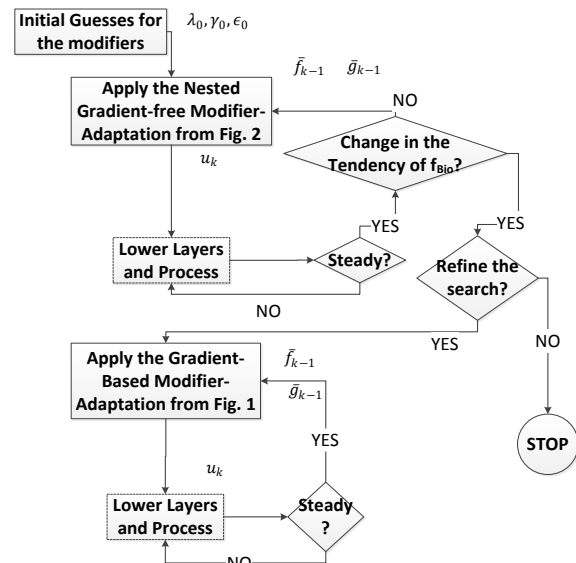 Initial Guesses for
the modifiers
λ₀, γ₀, ϵ₀
Apply the Nested
Gradient-free Modifier-
Adaptation from Fig. 2
f̄ₖ₋₁ ḡₖ₋₁
NO
Change in the
Tendency of f_Bio?
uₖ
YES
Lower Layers
and Process
Steady?
NO
YES
Refine the
search?
YES
NO
Apply the Gradient-
Based Modifier-
Adaptation from Fig. 1
f̄ₖ₋₁
ḡₖ₋₁
YES
STOP
uₖ
Lower Layers
and Process
Steady
?
NO